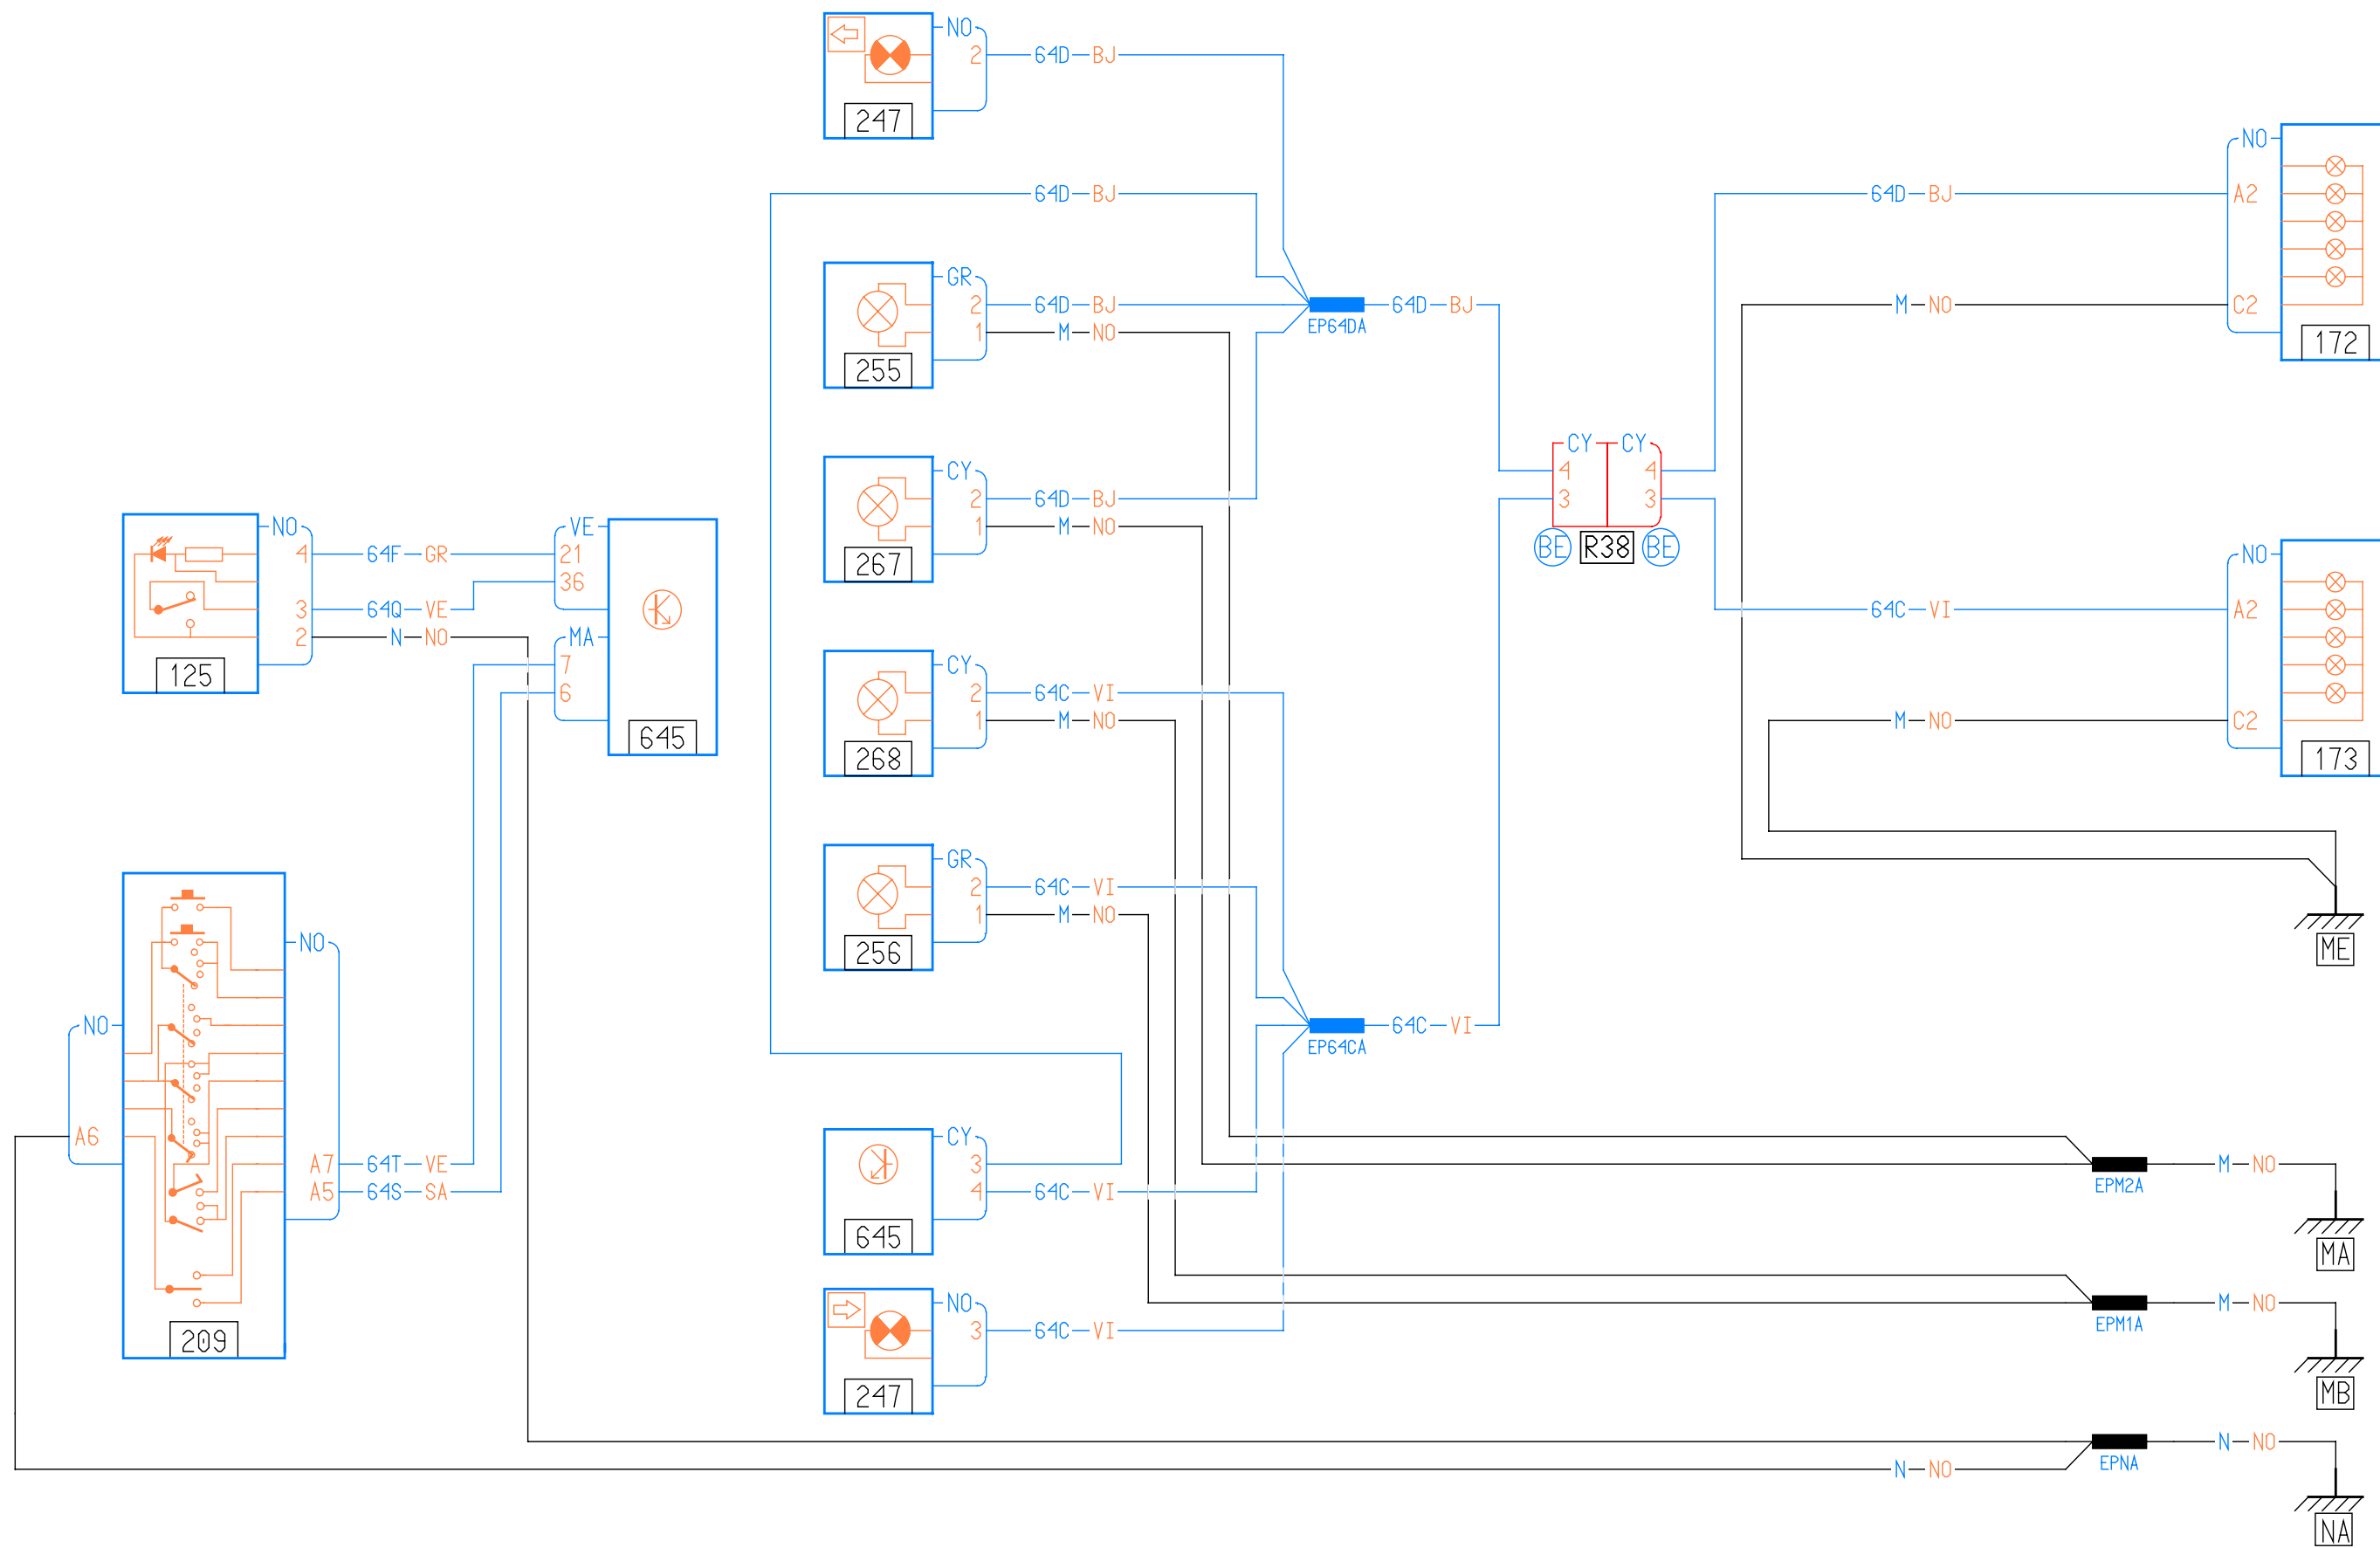 NO
2 64D BJ
247
64D BJ
GR
2 64D BJ
1 M NO
255
64D BJ
EP64DA
CY
2 64D BJ
1 M NO
267
CY
2 64C VI
1 M NO
268
GR
2 64C VI
1 M NO
256
64C VI
EP64CA
CY
3
4 64C VI
645
NO
3 64C VI
247
NO
4 64F GR
3 64Q VE
2 N NO
125
VE
21
36
MA
7
6
645
NO
A6
NO
A7 64T VE
A5 64S SA
209
CY CY
4 4
3 3
BE R38 BE
NO
64D BJ A2
M NO C2
172
NO
64C VI A2
M NO C2
173
ME
M NO
EPM2A
MA
M NO
EPM1A
MB
N NO
EPNA
N NO
NA